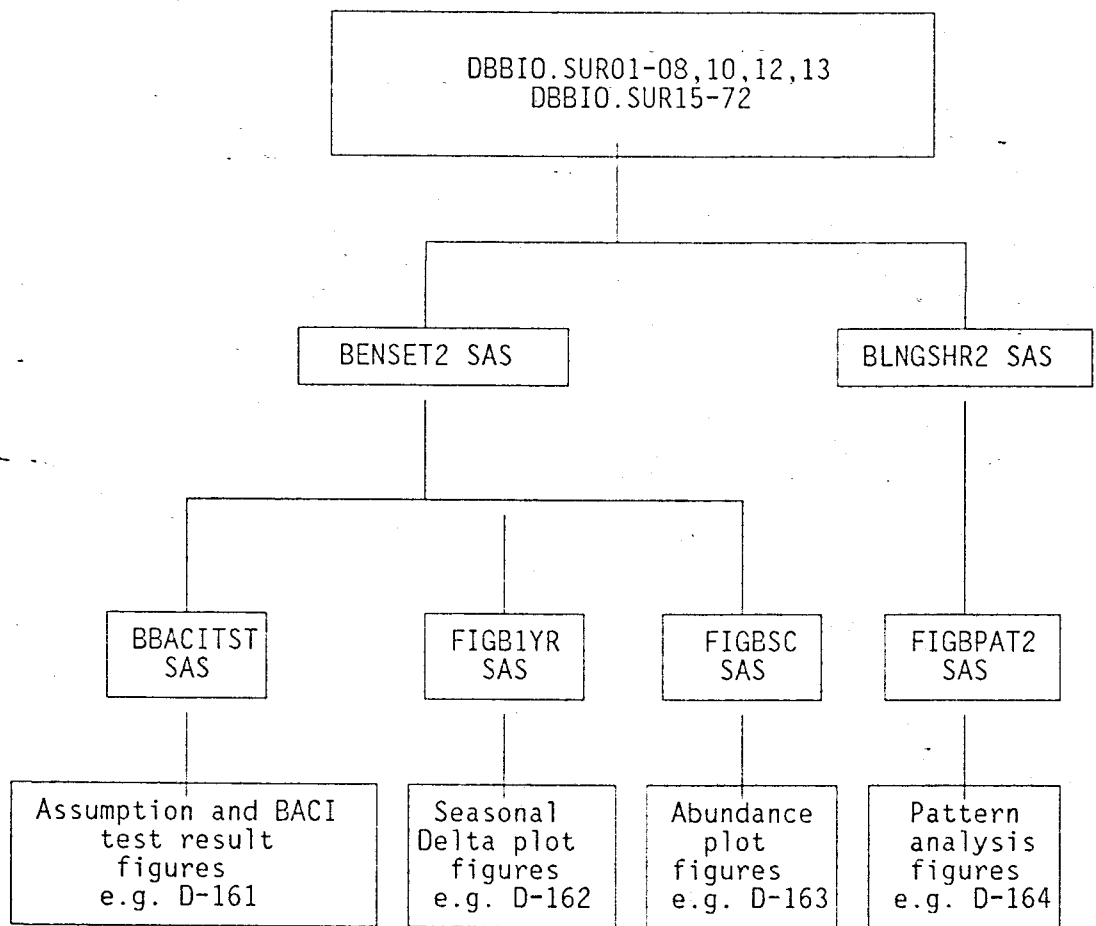 DBBIO.SUR01-08,10,12,13
DBBIO.SUR15-72
BENSET2 SAS
BLNGSHR2 SAS
BBACITST
SAS
FIGB1YR
SAS
FIGBSC
SAS
FIGBPAT2
SAS
Assumption and BACI
test result
figures
e.g. D-161
Seasonal
Delta plot
figures
e.g. D-162
Abundance
plot
figures
e.g. D-163
Pattern
analysis
figures
e.g. D-164